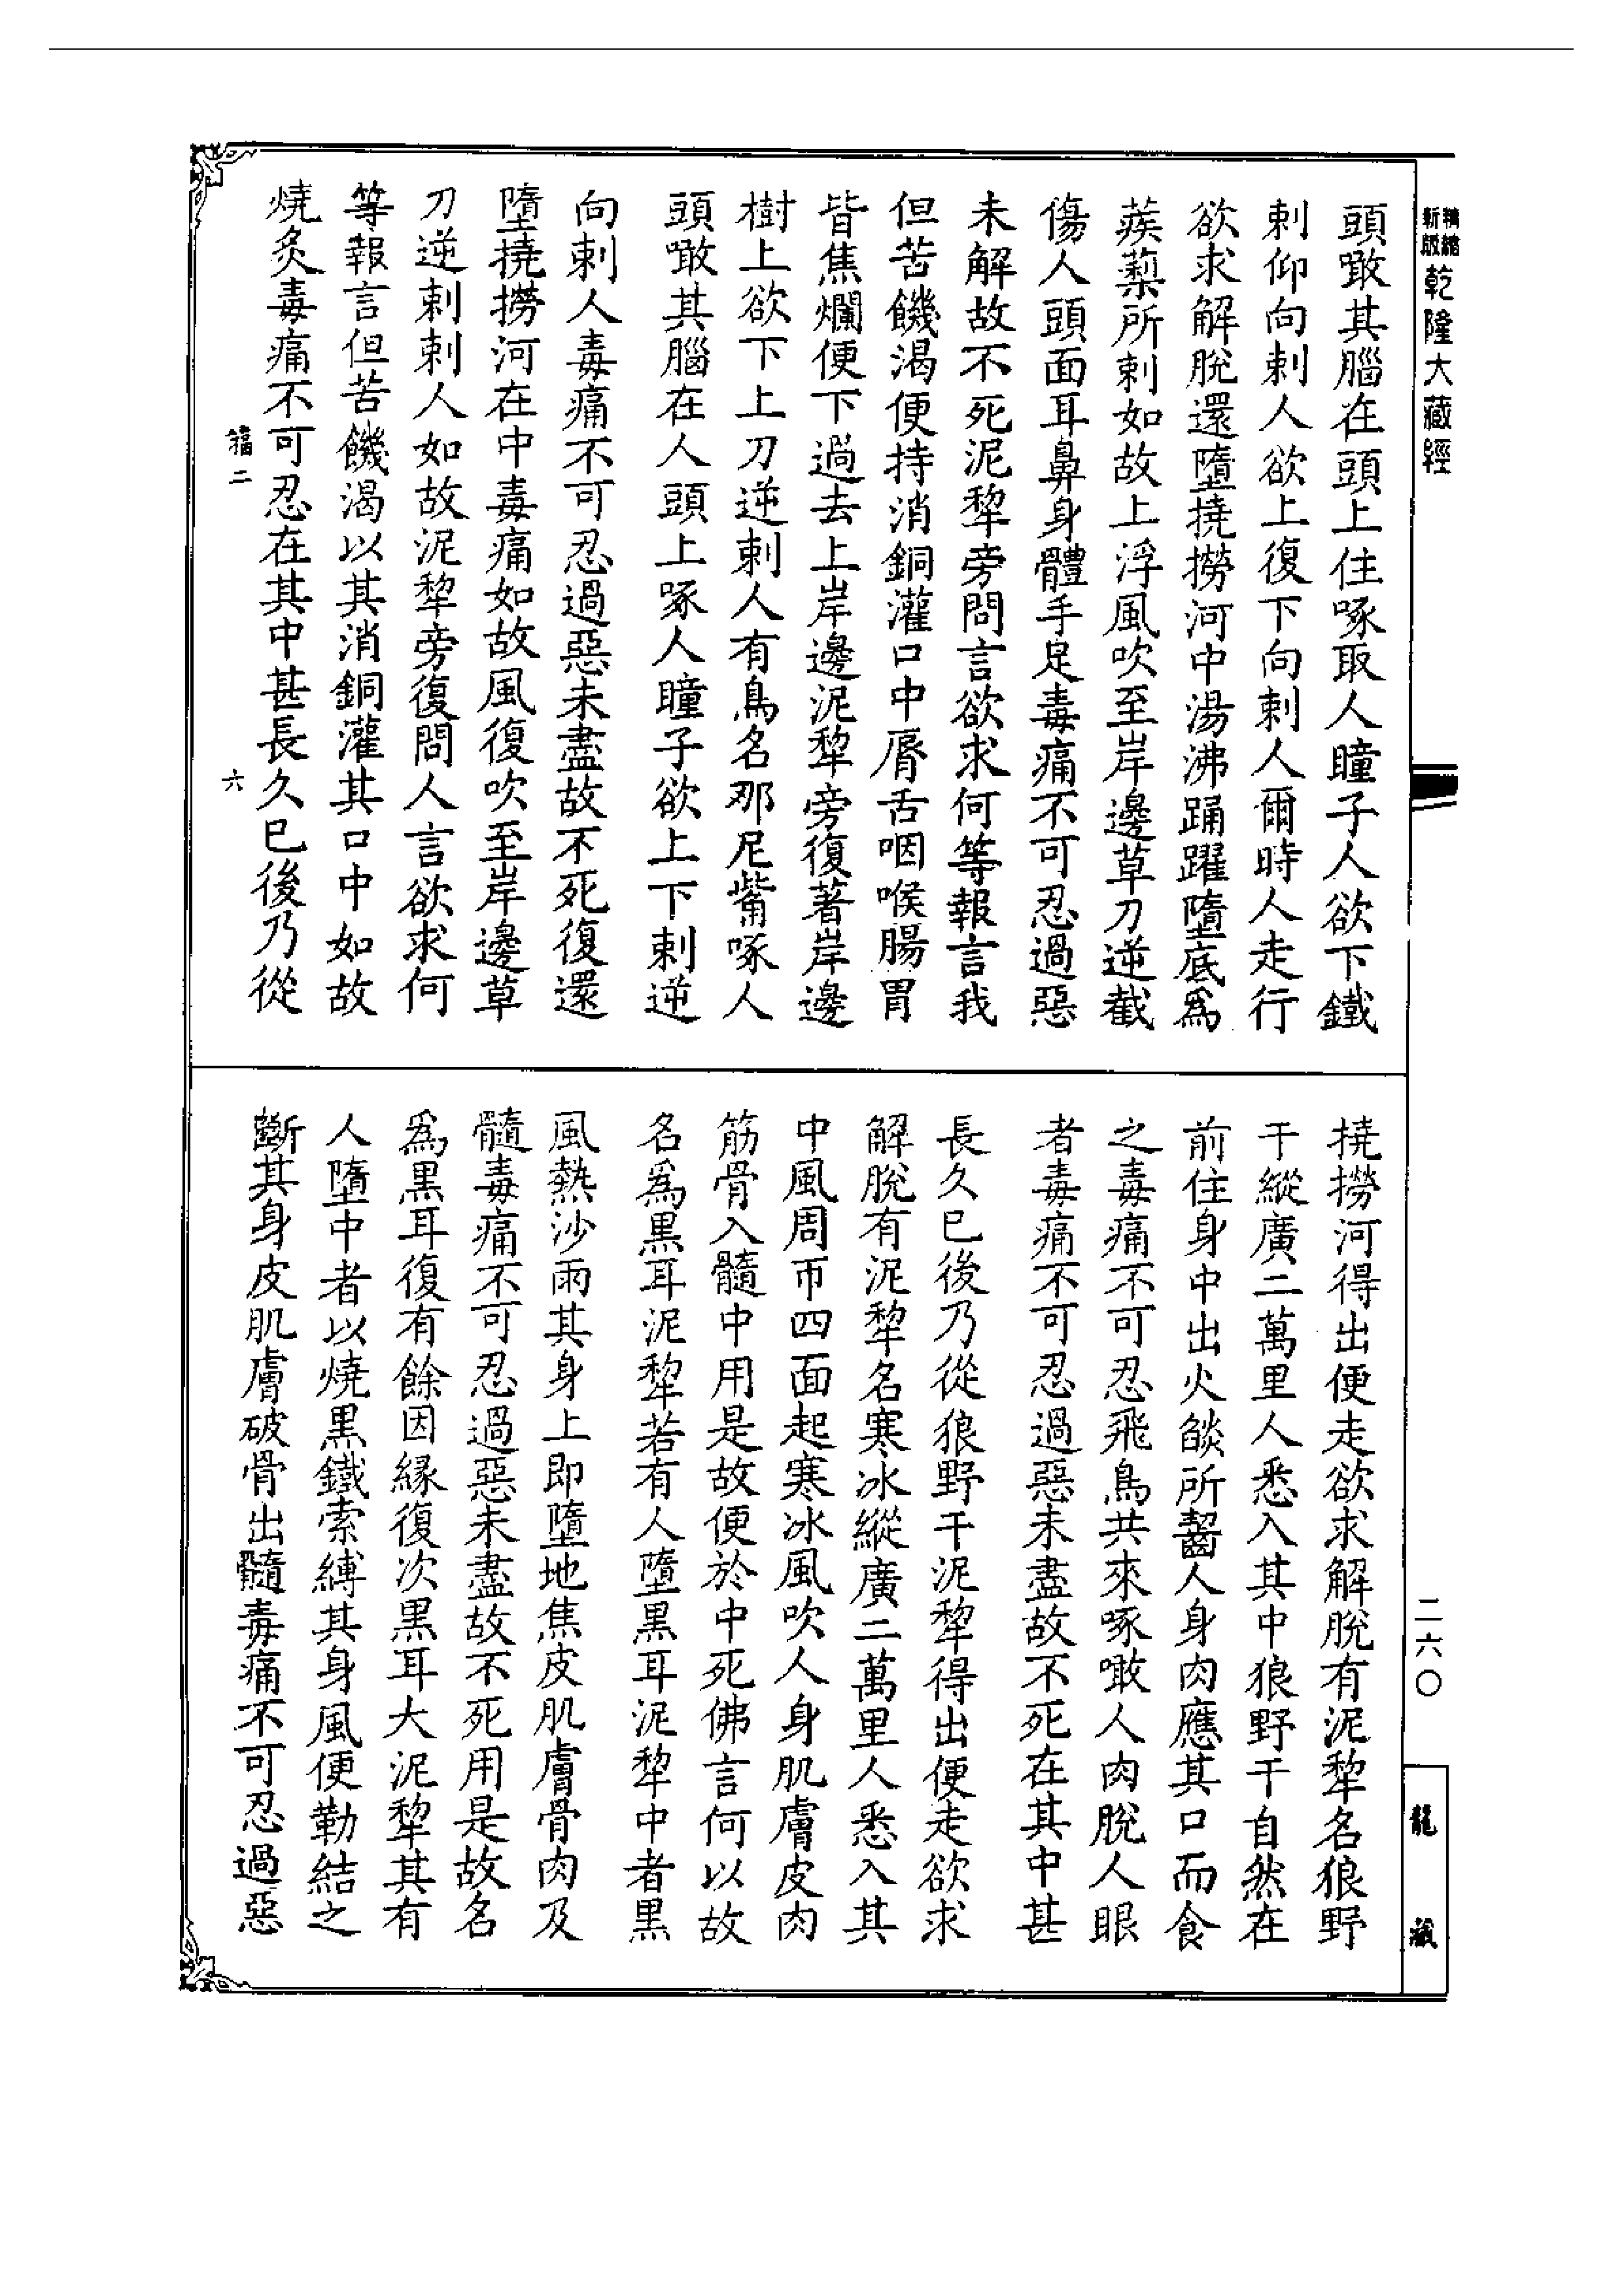 精縮新版乾隆大藏經
頭噉其腦在頭上住啄取人瞳子人欲下鐵
刺仰向刺人欲上復下向刺人爾時人走行
欲求解脫還墮撓撈河中湯沸踊躍墮底為
蒺蔾所刺如故上浮風吹至岸邊草刀逆截
傷人頭面耳鼻身體手足毒痛不可忍過惡
未解故不死泥犂旁問言欲求何等報言我
但苦饑渴便持消銅灌口中脣舌咽喉腸胃
皆焦爛便下過去上岸邊泥犂旁復著岸邊
樹上欲下上刀逆刺人有鳥名那尼觜啄人
頭噉其腦在人頭上啄人瞳子欲上下刺逆
向刺人毒痛不可忍過惡未盡故不死復還
墮撓撈河在中毒痛如故風復吹至岸邊草
刀逆刺刺人如故泥犂旁復問人言欲求何
等報言但苦饑渴以其消銅灌其口中如故
燒炙毒痛不可忍在其中甚長久已後乃從
福二
六
撓撈河得出便走欲求解脫有泥犂名狼野
干縱廣二萬里人悉入其中狼野干自然在
前住身中出火燄所齧人身肉應其口而食
之毒痛不可忍飛鳥共來啄噉人肉脫人眼
者毒痛不可忍過惡未盡故不死在其中甚
長久已後乃從狼野干泥犂得出便走欲求
解脫有泥犂名寒冰縱廣二萬里人悉入其
中風周帀四面起寒冰風吹人身肌膚皮肉
筋骨入髓中用是故便於中死佛言何以故
名為黑耳泥犂若有人墮黑耳泥犂中者黑
風熱沙雨其身上即墮地焦皮肌膚骨肉及
髓毒痛不可忍過惡未盡故不死用是故名
為黑耳復有餘因緣復次黑耳大泥犂其有
人墮中者以燒黑鐵索縛其身風便勒結之
斷其身皮肌膚破骨出髓毒痛不可忍過惡
二六〇
龍藏